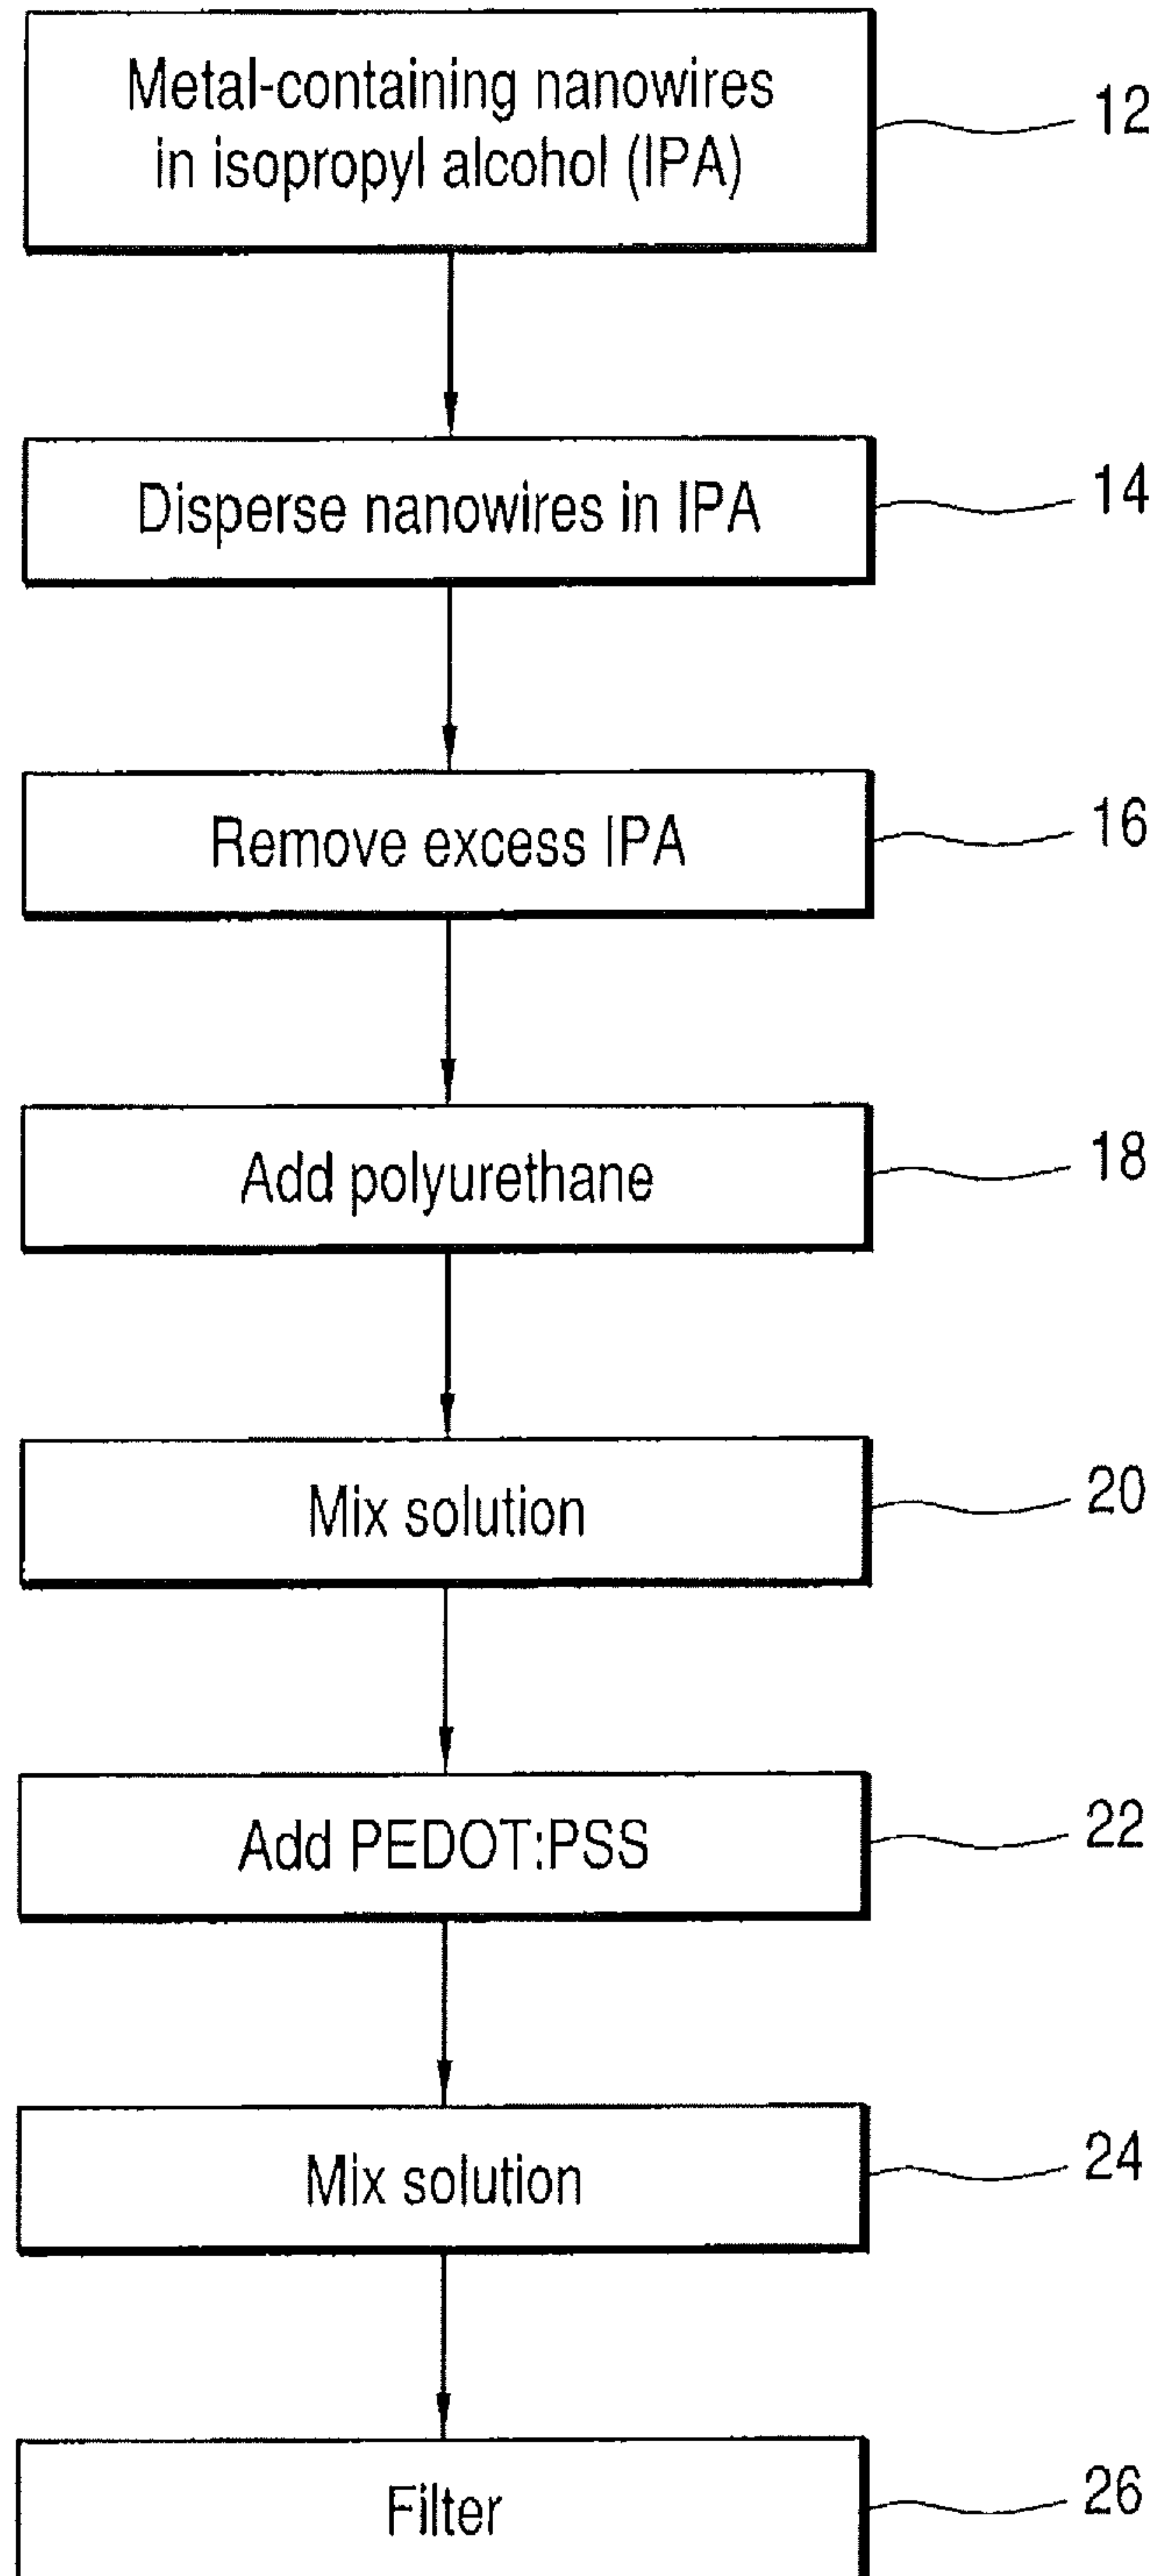 Metal-containing nanowires
in isopropyl alcohol (IPA)
12
Disperse nanowires in IPA
14
Remove excess IPA
16
Add polyurethane
18
Mix solution
20
Add PEDOT:PSS
22
Mix solution
24
Filter
26